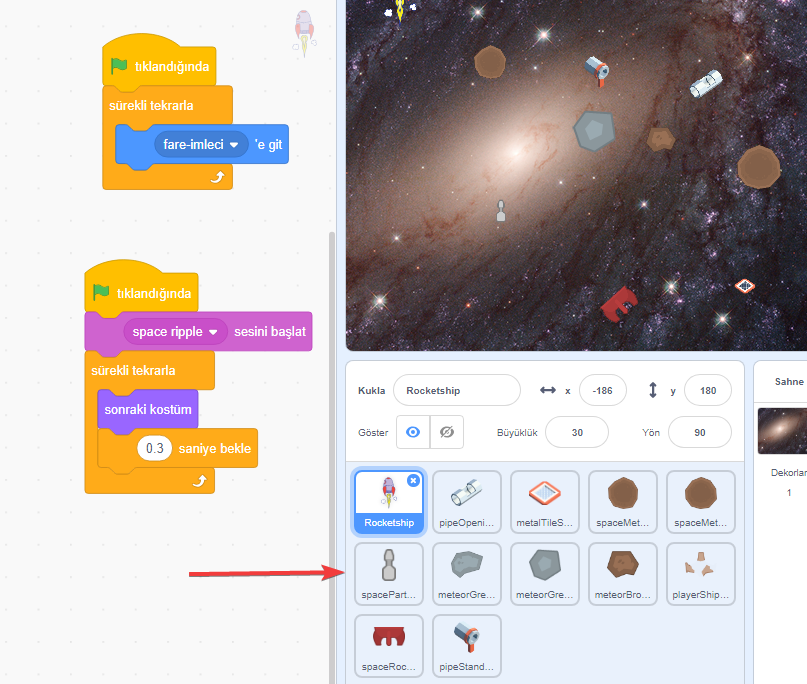 tıklandığında
sürekli tekrarla
fare-imleci 'e git
tıklandığında
space ripple sesini başlat
sürekli tekrarla
sonraki kostüm
0.3 saniye bekle
Kukla Rocketship x -186 y 180
Göster Büyüklük 30 Yön 90
Rocketship pipeOpeni... metalTileS... spaceMet... spaceMet...
spacePart... meteorGre... meteorGre... meteorBro... playerShip...
spaceRoc... pipeStand...
Sahne
Dekorlar
1